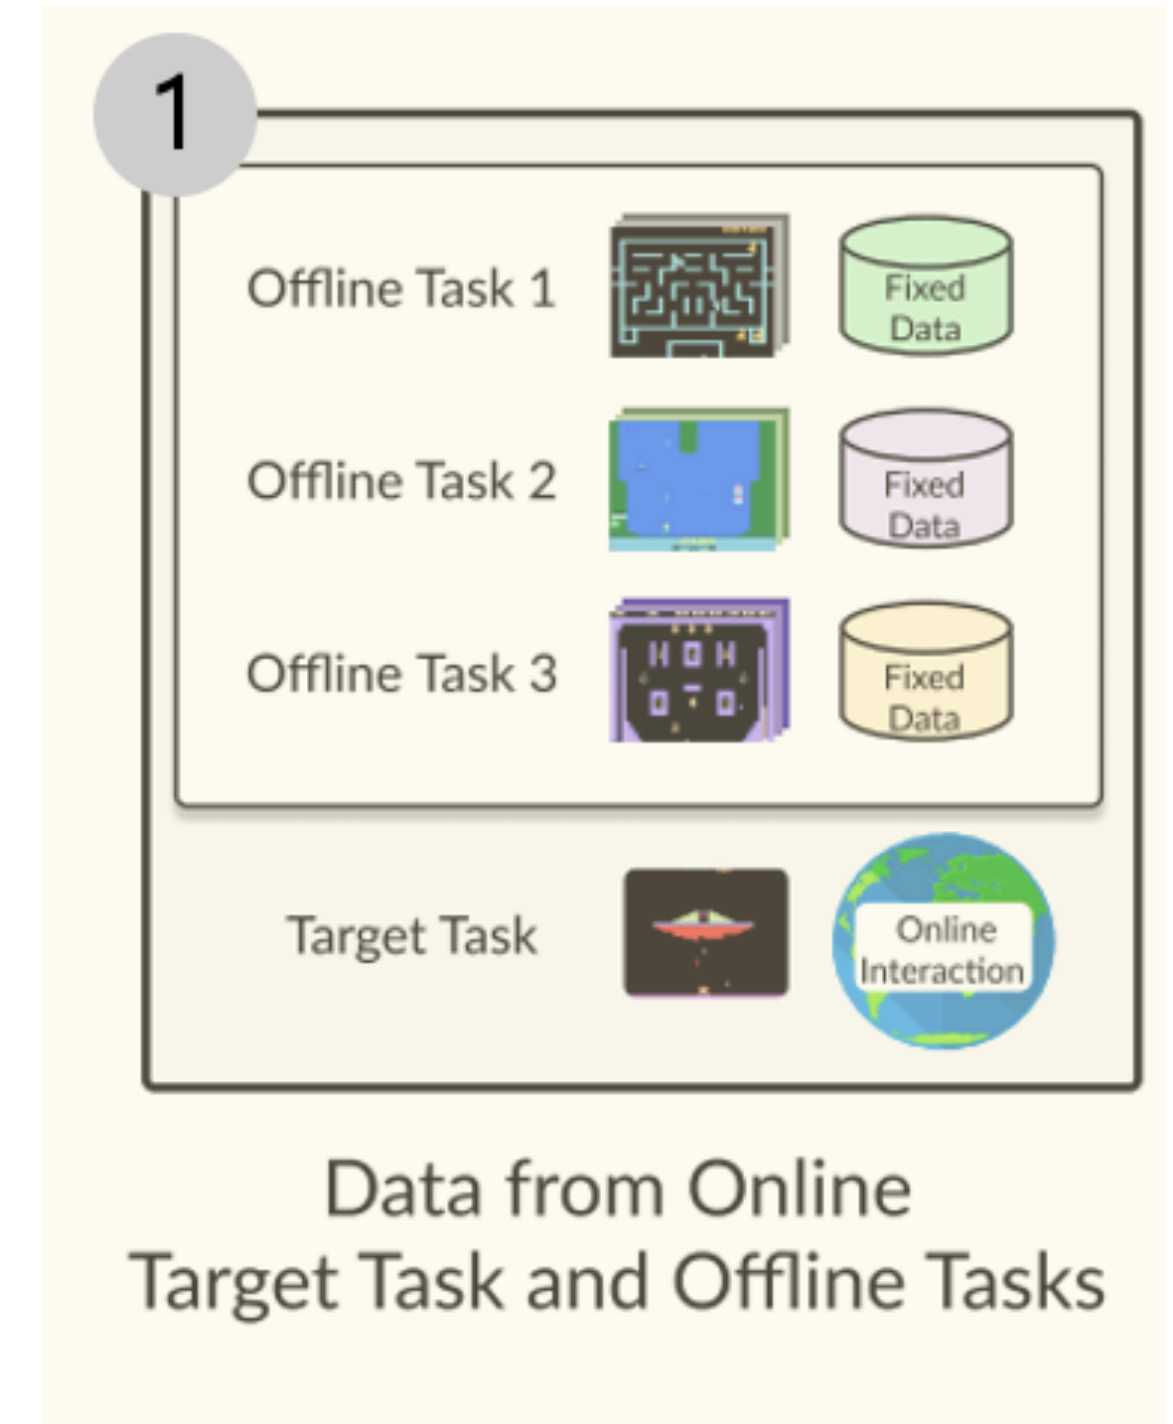 1
Offline Task 1
Fixed
Data
Offline Task 2
Fixed
Data
Offline Task 3
Fixed
Data
Target Task
Online
Interaction
Data from Online
Target Task and Offline Tasks